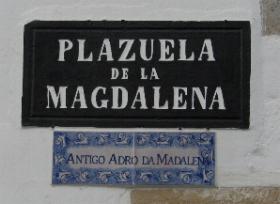 PLAZUELA
DE LA
MAGDALENA
ANTIGO ADRO DA MADALENA